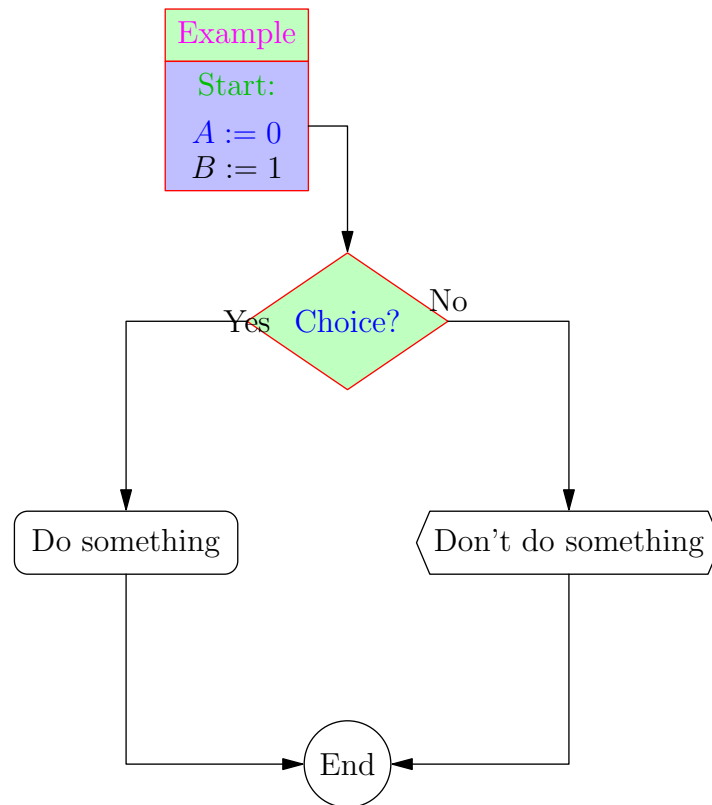 Example
Start:
A := 0
B := 1
No
Yes
Choice?
Do something
Don't do something
End